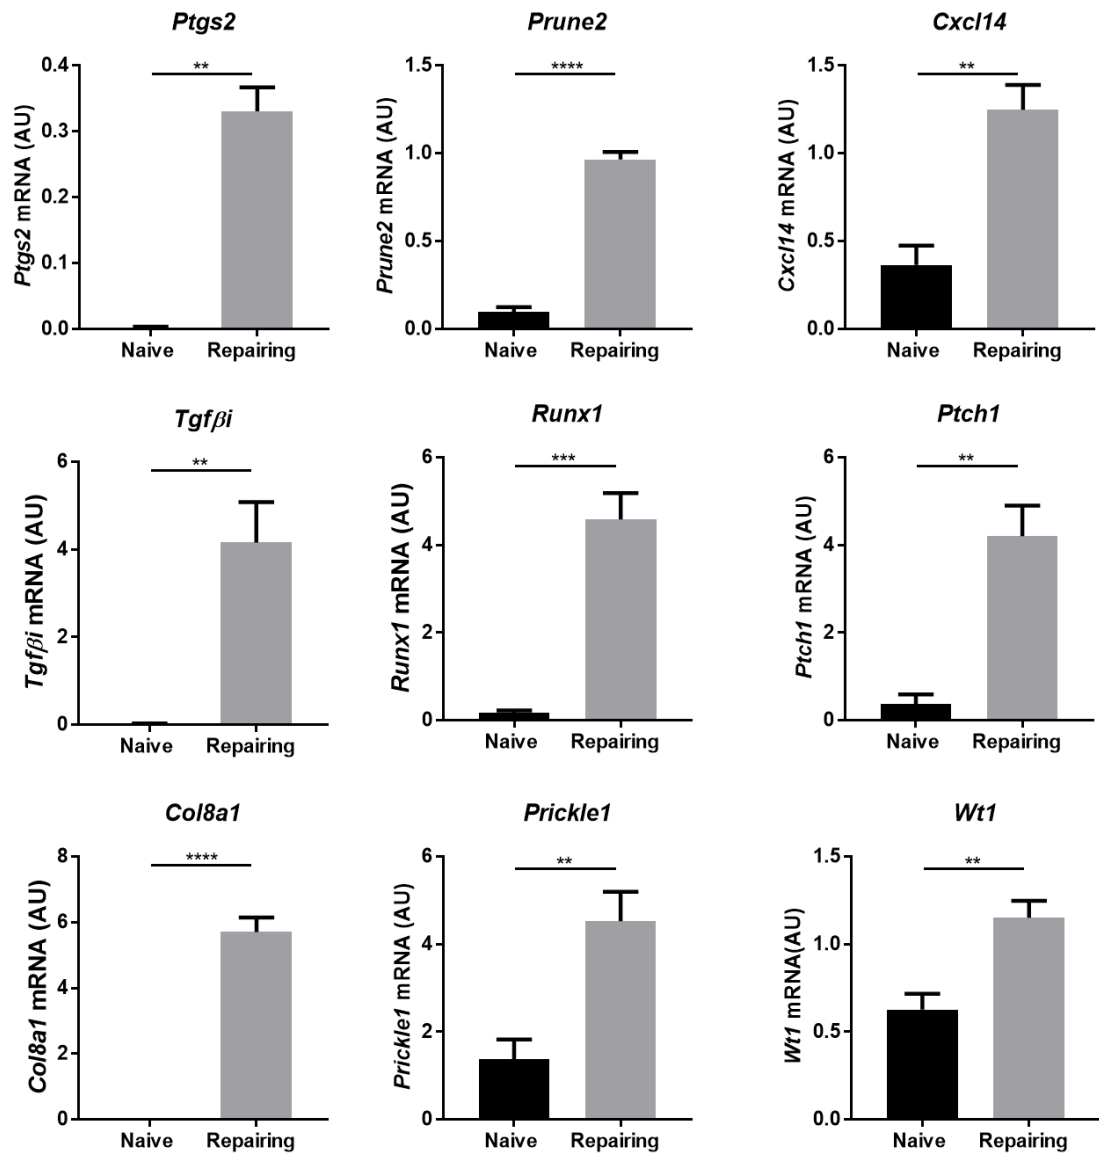 Ptgs2
Prune2
Cxcl14
Ptgs2 mRNA (AU)
0.4
0.3
0.2
0.1
0.0
**
Naive Repairing
Prune2 mRNA (AU)
1.5
1.0
0.5
0.0
****
Naive Repairing
Cxcl14 mRNA (AU)
1.5
1.0
0.5
0.0
**
Naive Repairing
Tgfβi
Runx1
Ptch1
Tgfβi mRNA (AU)
6
4
2
0
**
Naive Repairing
Runx1 mRNA (AU)
6
4
2
0
***
Naive Repairing
Ptch1 mRNA (AU)
6
4
2
0
**
Naive Repairing
Col8a1
Prickle1
Wt1
Col8a1 mRNA (AU)
8
6
4
2
0
****
Naive Repairing
Prickle1 mRNA (AU)
6
4
2
0
**
Naive Repairing
Wt1 mRNA(AU)
1.5
1.0
0.5
0.0
**
Naive Repairing